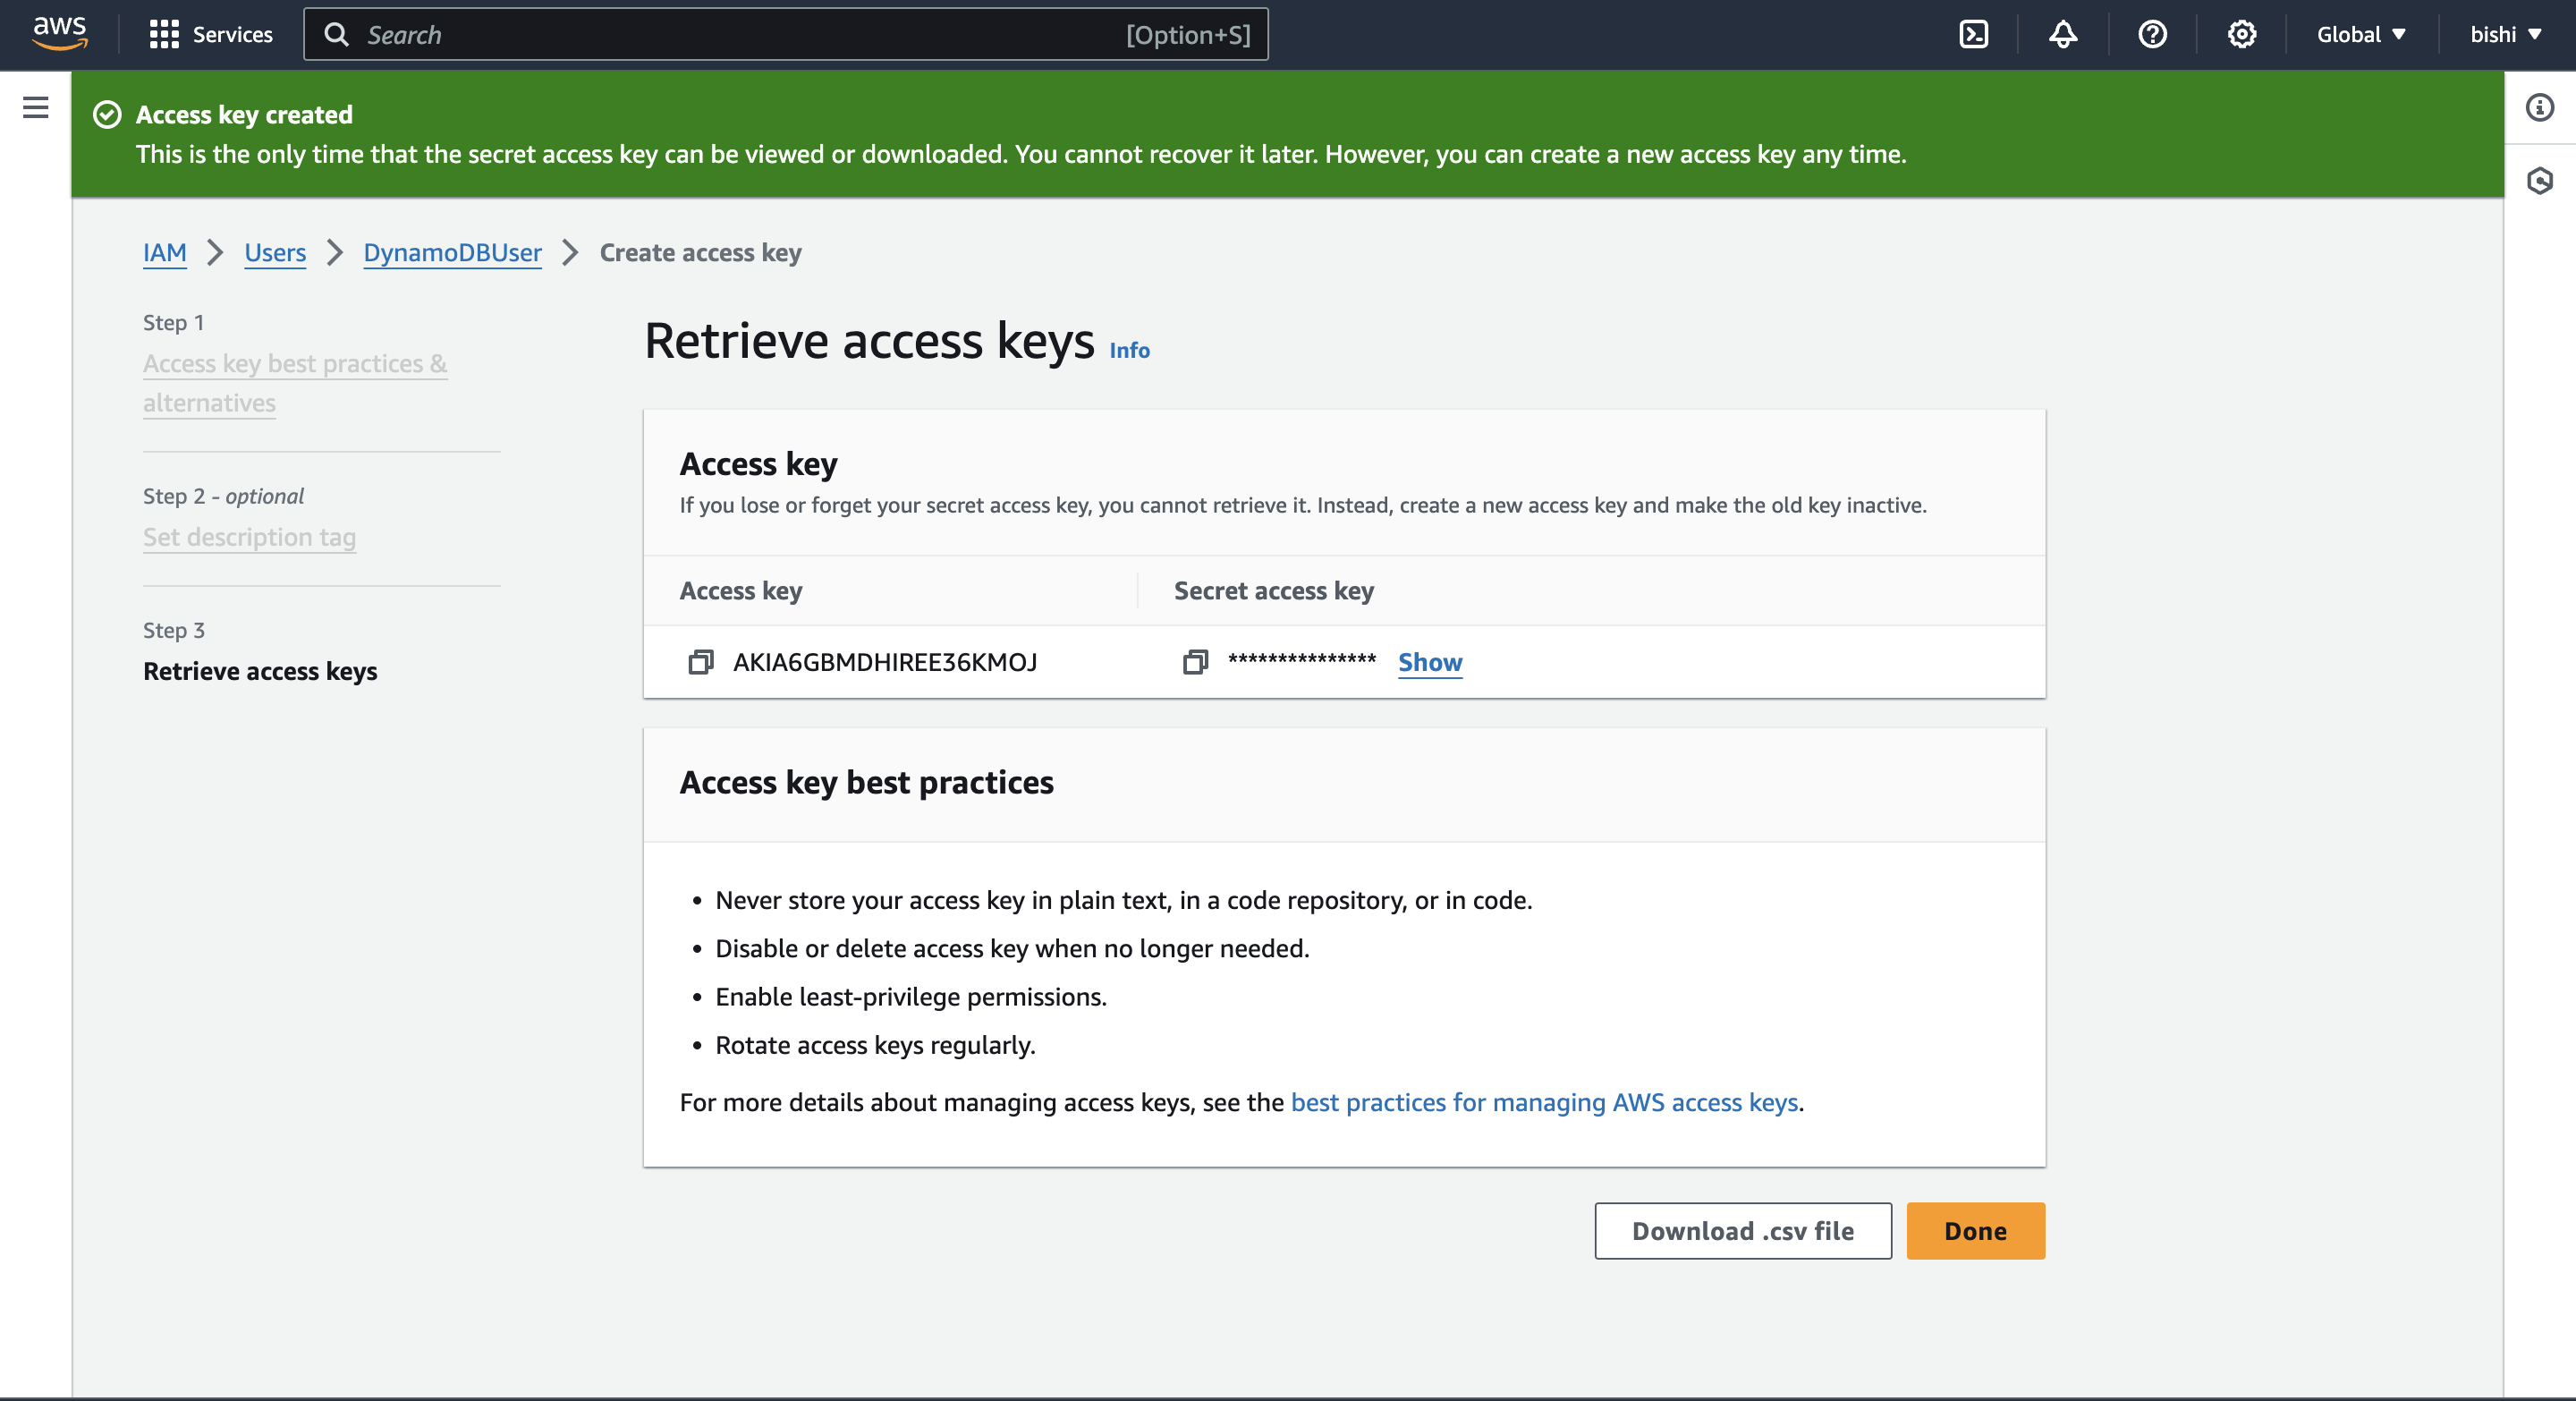 aws
Services
Search
[Option+S]
Global
bishi
Access key created
This is the only time that the secret access key can be viewed or downloaded. You cannot recover it later. However, you can create a new access key any time.
IAM
Users
DynamoDBUser
Create access key
Step 1
Access key best practices &
alternatives
Step 2 - optional
Set description tag
Step 3
Retrieve access keys
Retrieve access keys Info
Access key
If you lose or forget your secret access key, you cannot retrieve it. Instead, create a new access key and make the old key inactive.
Access key
Secret access key
AKIA6GBMDHIREE36KMOJ
***************
Show
Access key best practices
• Never store your access key in plain text, in a code repository, or in code.
• Disable or delete access key when no longer needed.
• Enable least-privilege permissions.
• Rotate access keys regularly.
For more details about managing access keys, see the best practices for managing AWS access keys.
Download .csv file
Done